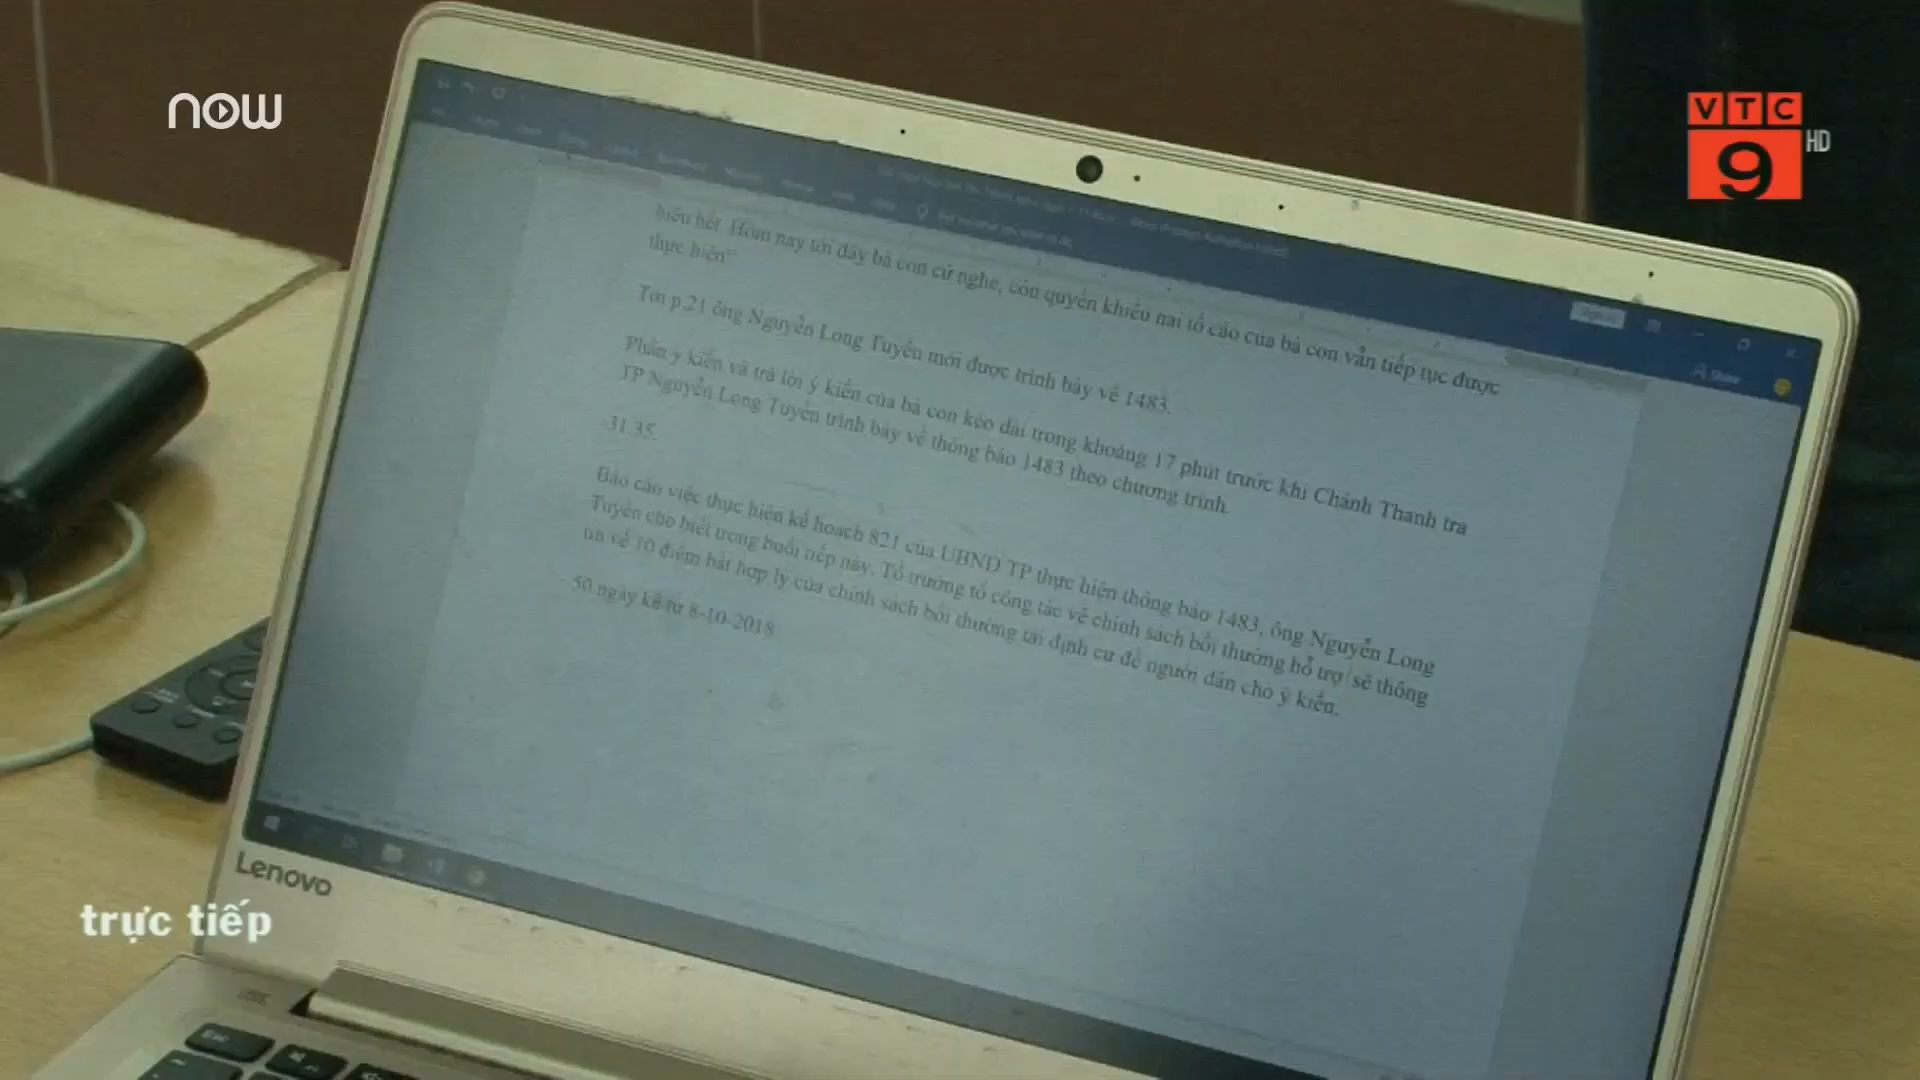 now
VTC
9
HD
hiểu hết. Hôm nay tới đây bà con cứ nghe, còn quyền khiếu nại tố cáo của bà con vẫn tiếp tục được
thực hiện"
Tới p.21 ông Nguyễn Long Tuyền mới được trình bày về 1483.
Phần ý kiến và trả lời ý kiến của bà con kéo dài trong khoảng 17 phút trước khi Chánh Thanh tra
TP Nguyễn Long Tuyền trình bày về thông báo 1483 theo chương trình.
31.35.
Báo cáo việc thực hiện kế hoạch 821 của UBND TP thực hiện thông báo 1483, ông Nguyễn Long
Tuyền cho biết trong buổi tiếp này, Tổ trưởng tổ công tác về chính sách bồi thường hỗ trợ sẽ thông
tin về 10 điểm bất hợp lý của chính sách bồi thường tái định cư để người dân cho ý kiến.
50 ngày kể từ 8-10-2018
Share
Lenovo
trực tiếp
Esc